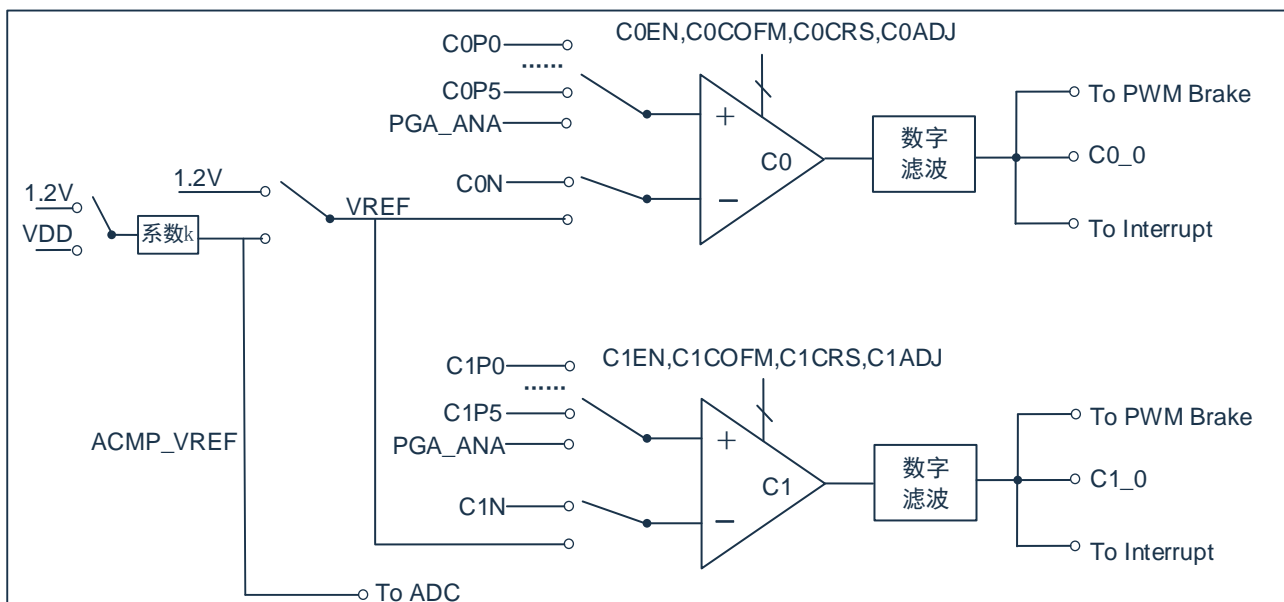 C0P0
C0EN,C0COFM,C0CRS,C0ADJ
······
C0P5
PGA_ANA
To PWM Brake
数字
滤波
C0
C0_0
C0N
1.2V
1.2V
VREF
VDD
系数k
To Interrupt
C1P0
C1EN,C1COFM,C1CRS,C1ADJ
······
C1P5
PGA_ANA
To PWM Brake
ACMP_VREF
数字
滤波
C1
C1_0
C1N
To Interrupt
To ADC